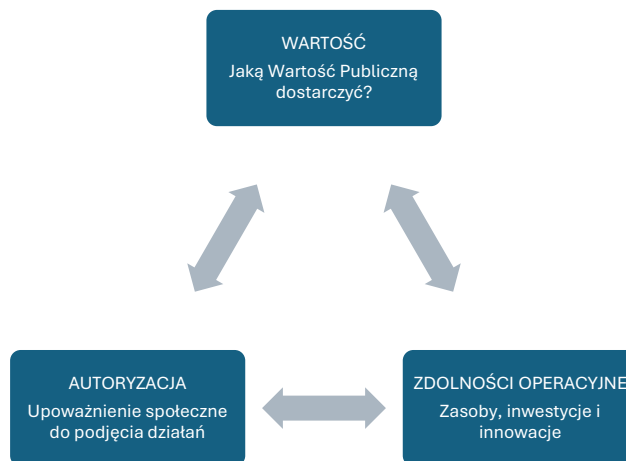 WARTOŚĆ
Jaką Wartość Publiczną
dostarczyć?
AUTORYZACJA
Upoważnienie społeczne
do podjęcia działań
ZDOLNOŚCI OPERACYJNE
Zasoby, inwestycje i
innowacje